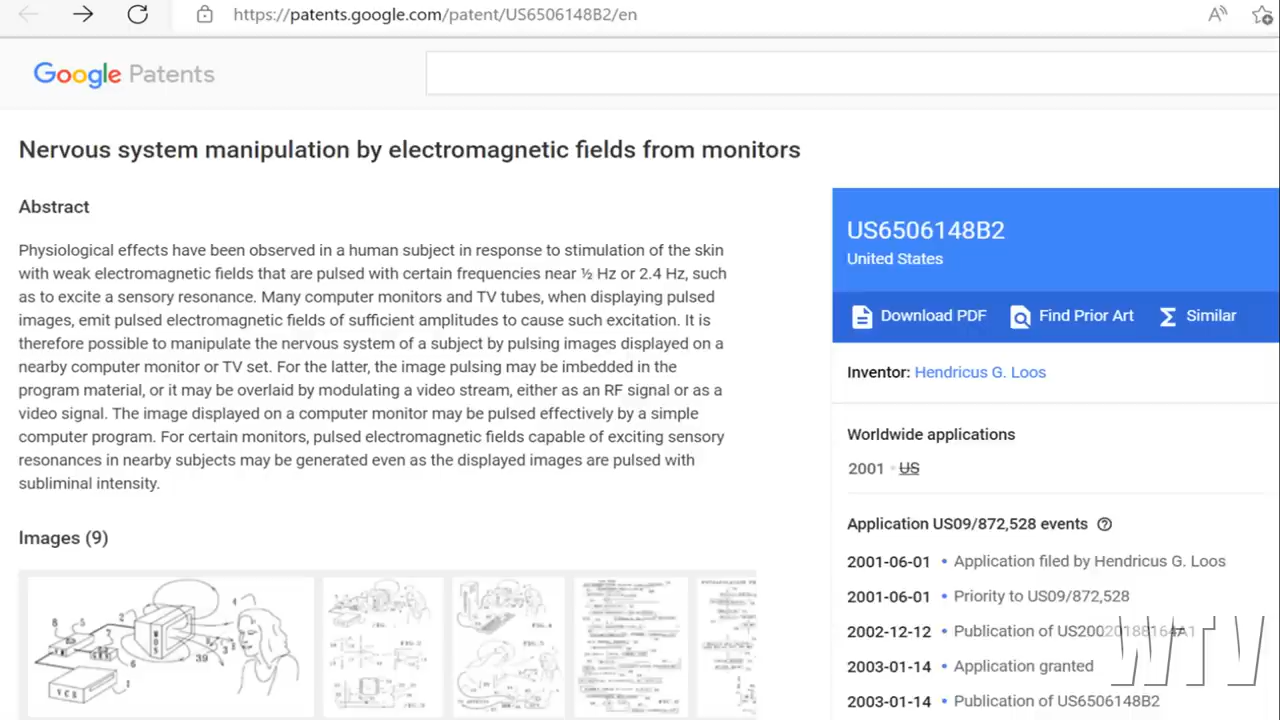 https://patents.google.com/patent/US6506148B2/en
Google Patents
Nervous system manipulation by electromagnetic fields from monitors
Abstract
Physiological effects have been observed in a human subject in response to stimulation of the skin
with weak electromagnetic fields that are pulsed with certain frequencies near ½ Hz or 2.4 Hz, such
as to excite a sensory resonance. Many computer monitors and TV tubes, when displaying pulsed
images, emit pulsed electromagnetic fields of sufficient amplitudes to cause such excitation. It is
therefore possible to manipulate the nervous system of a subject by pulsing images displayed on a
nearby computer monitor or TV set. For the latter, the image pulsing may be imbedded in the
program material, or it may be overlaid by modulating a video stream, either as an RF signal or as a
video signal. The image displayed on a computer monitor may be pulsed effectively by a simple
computer program. For certain monitors, pulsed electromagnetic fields capable of exciting sensory
resonances in nearby subjects may be generated even as the displayed images are pulsed with
subliminal intensity.
Images (9)
VCR
US6506148B2
United States
Download PDF Find Prior Art Similar
Inventor: Hendricus G. Loos
Worldwide applications
2001 • US
Application US09/872,528 events
2001-06-01 • Application filed by Hendricus G. Loos
2001-06-01 • Priority to US09/872,528
2002-12-12 • Publication of US20020188164A1
2003-01-14 • Application granted
2003-01-14 • Publication of US6506148B2
WTV